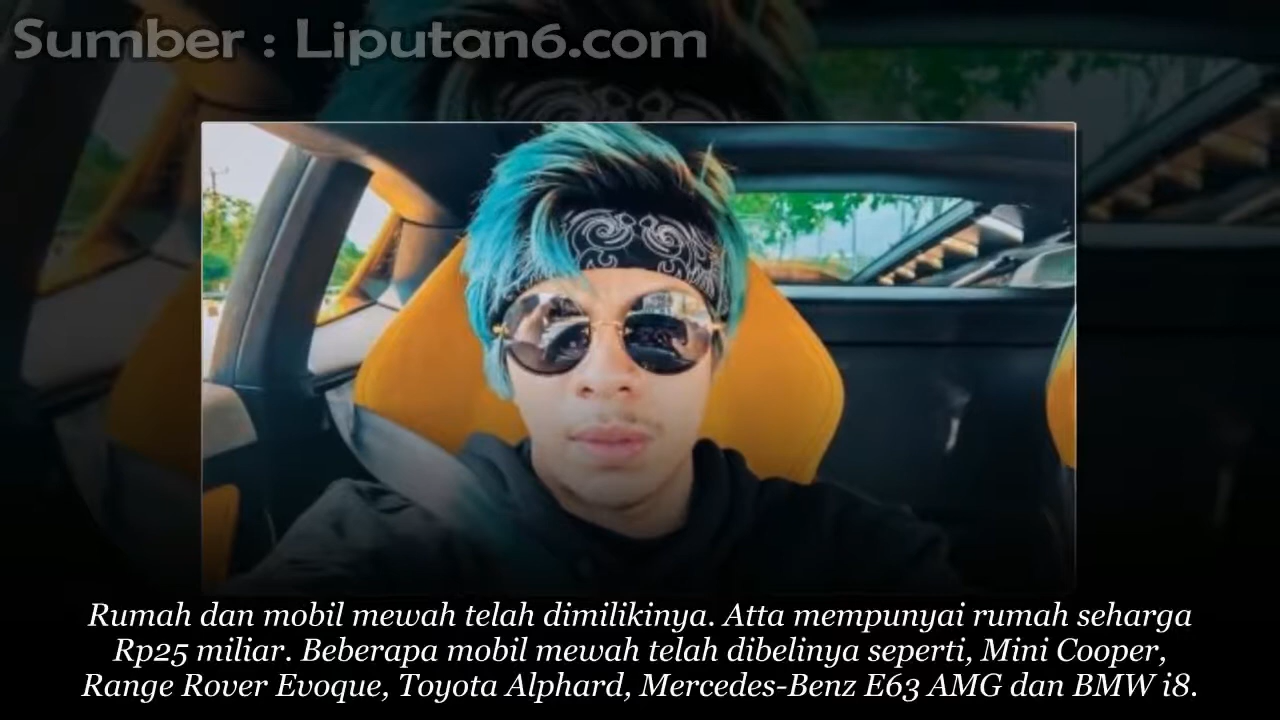 Sumber : Liputan6.com
Rumah dan mobil mewah telah dimilikinya. Atta mempunyai rumah seharga
Rp25 miliar. Beberapa mobil mewah telah dibelinya seperti, Mini Cooper,
Range Rover Evoque, Toyota Alphard, Mercedes-Benz E63 AMG dan BMW i8.